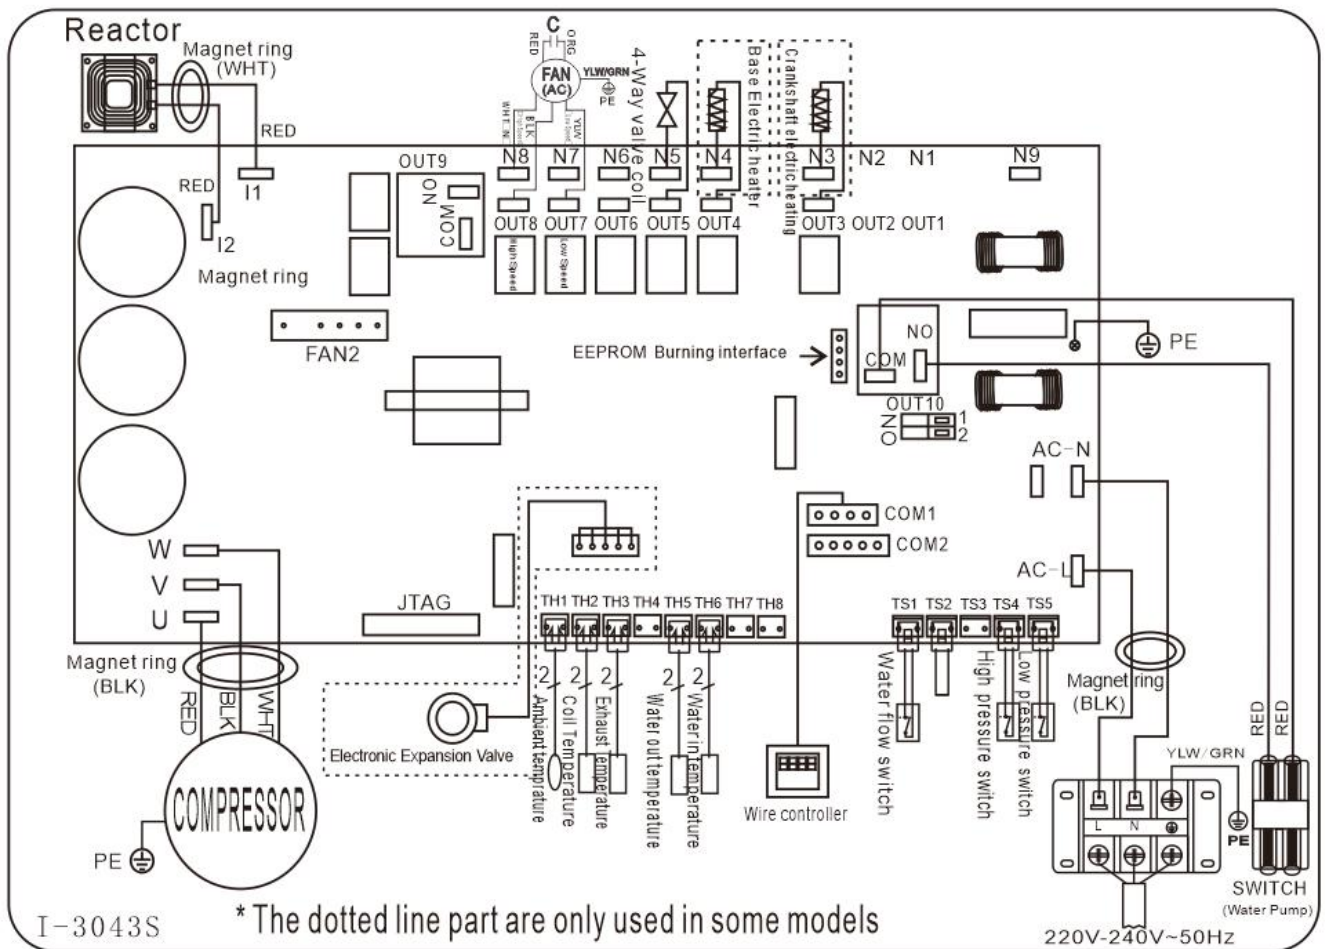 Reactor
Magnet ring
(WHT)
RED
RED
I1
I2
Magnet ring
C
RED
ORG
FAN
(AC)
YLW/GRN
PE
BLK
YLW
4-Way valve coil
Base Electric heater
Crankshaft electric heating
OUT9
NO
COM
N8
N7
N6
N5
N4
N3
N2
N1
N9
OUT8
OUT7
OUT6
OUT5
OUT4
OUT3
OUT2
OUT1
High Speed
Low Speed
FAN2
EEPROM Burning interface
NO
COM
OUT10
ON
1
2
PE
AC-N
AC-L
COM1
COM2
W
V
U
JTAG
TH1
TH2
TH3
TH4
TH5
TH6
TH7
TH8
TS1
TS2
TS3
TS4
TS5
Magnet ring
(BLK)
RED
BLK
WHT
COMPRESSOR
PE
Electronic Expansion Valve
2
2
2
2
2
Ambient temprature
Coil Temperature
Exhaust temperature
Water out temperature
Water in temperature
Wire controller
Water flow switch
High pressure switch
Low pressure switch
Magnet ring
(BLK)
RED
RED
YLW/GRN
L
N
PE
SWITCH
(Water Pump)
220V-240V~50Hz
I-3043S
* The dotted line part are only used in some models